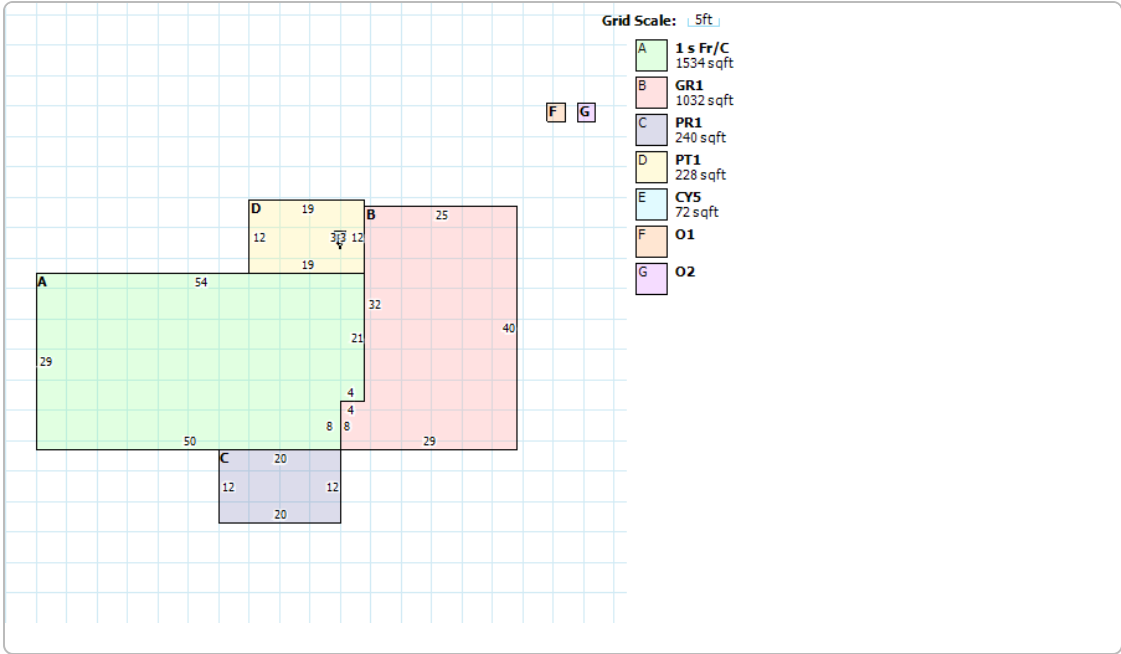 Grid Scale: 5ft
A 1 s Fr/C
1534 sqft
B GR1
1032 sqft
F G
C PR1
240 sqft
D PT1
228 sqft
E CY5
72 sqft
F O1
G O2
D 19
B 25
12 3 3 12
19
A 54
32
40
21
29
4
4
8 8
50 29
C 20
12 12
20